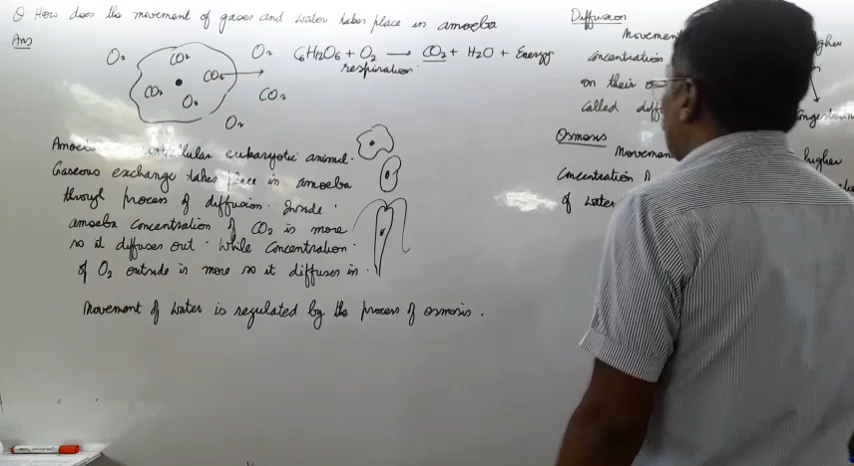 Q How does the movement of gases and water takes place in amoeba
Ans
O2 CO2 O2 C6H12O6 + O2 → CO2 + H2O + Energy
CO2 respiration
CO2 O2 CO2
O2
eukaryotic animal.
Gaseous exchange takes place in amoeba
through process of diffusion. Inside
amoeba concentration of CO2 is more
so it diffuses out. While concentration
of O2 outside is more so it diffuses in.
Movement of water is regulated by the process of osmosis.
Diffusion
Movement
concentration
on their
called
Osmosis
Movement higher
concentration
of water